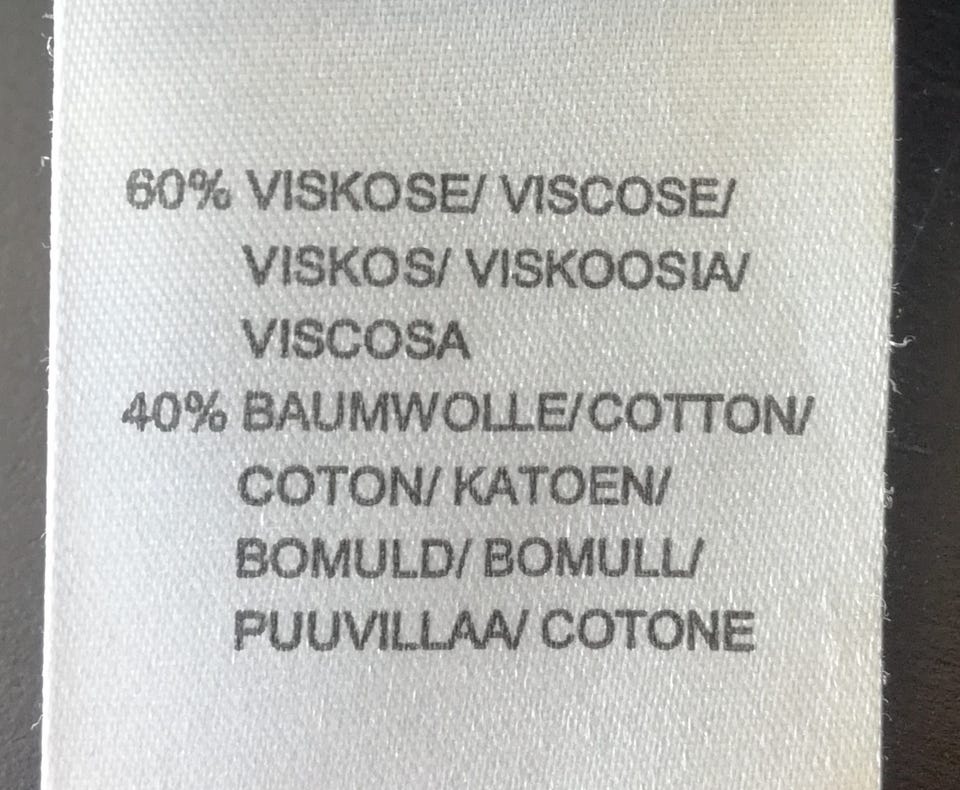 60% VISKOSE/ VISCOSE/
VISKOS/ VISKOOSIA/
VISCOSA
40% BAUMWOLLE/COTTON/
COTON/ KATOEN/
BOMULD/ BOMULL/
PUUVILLAA/ COTONE